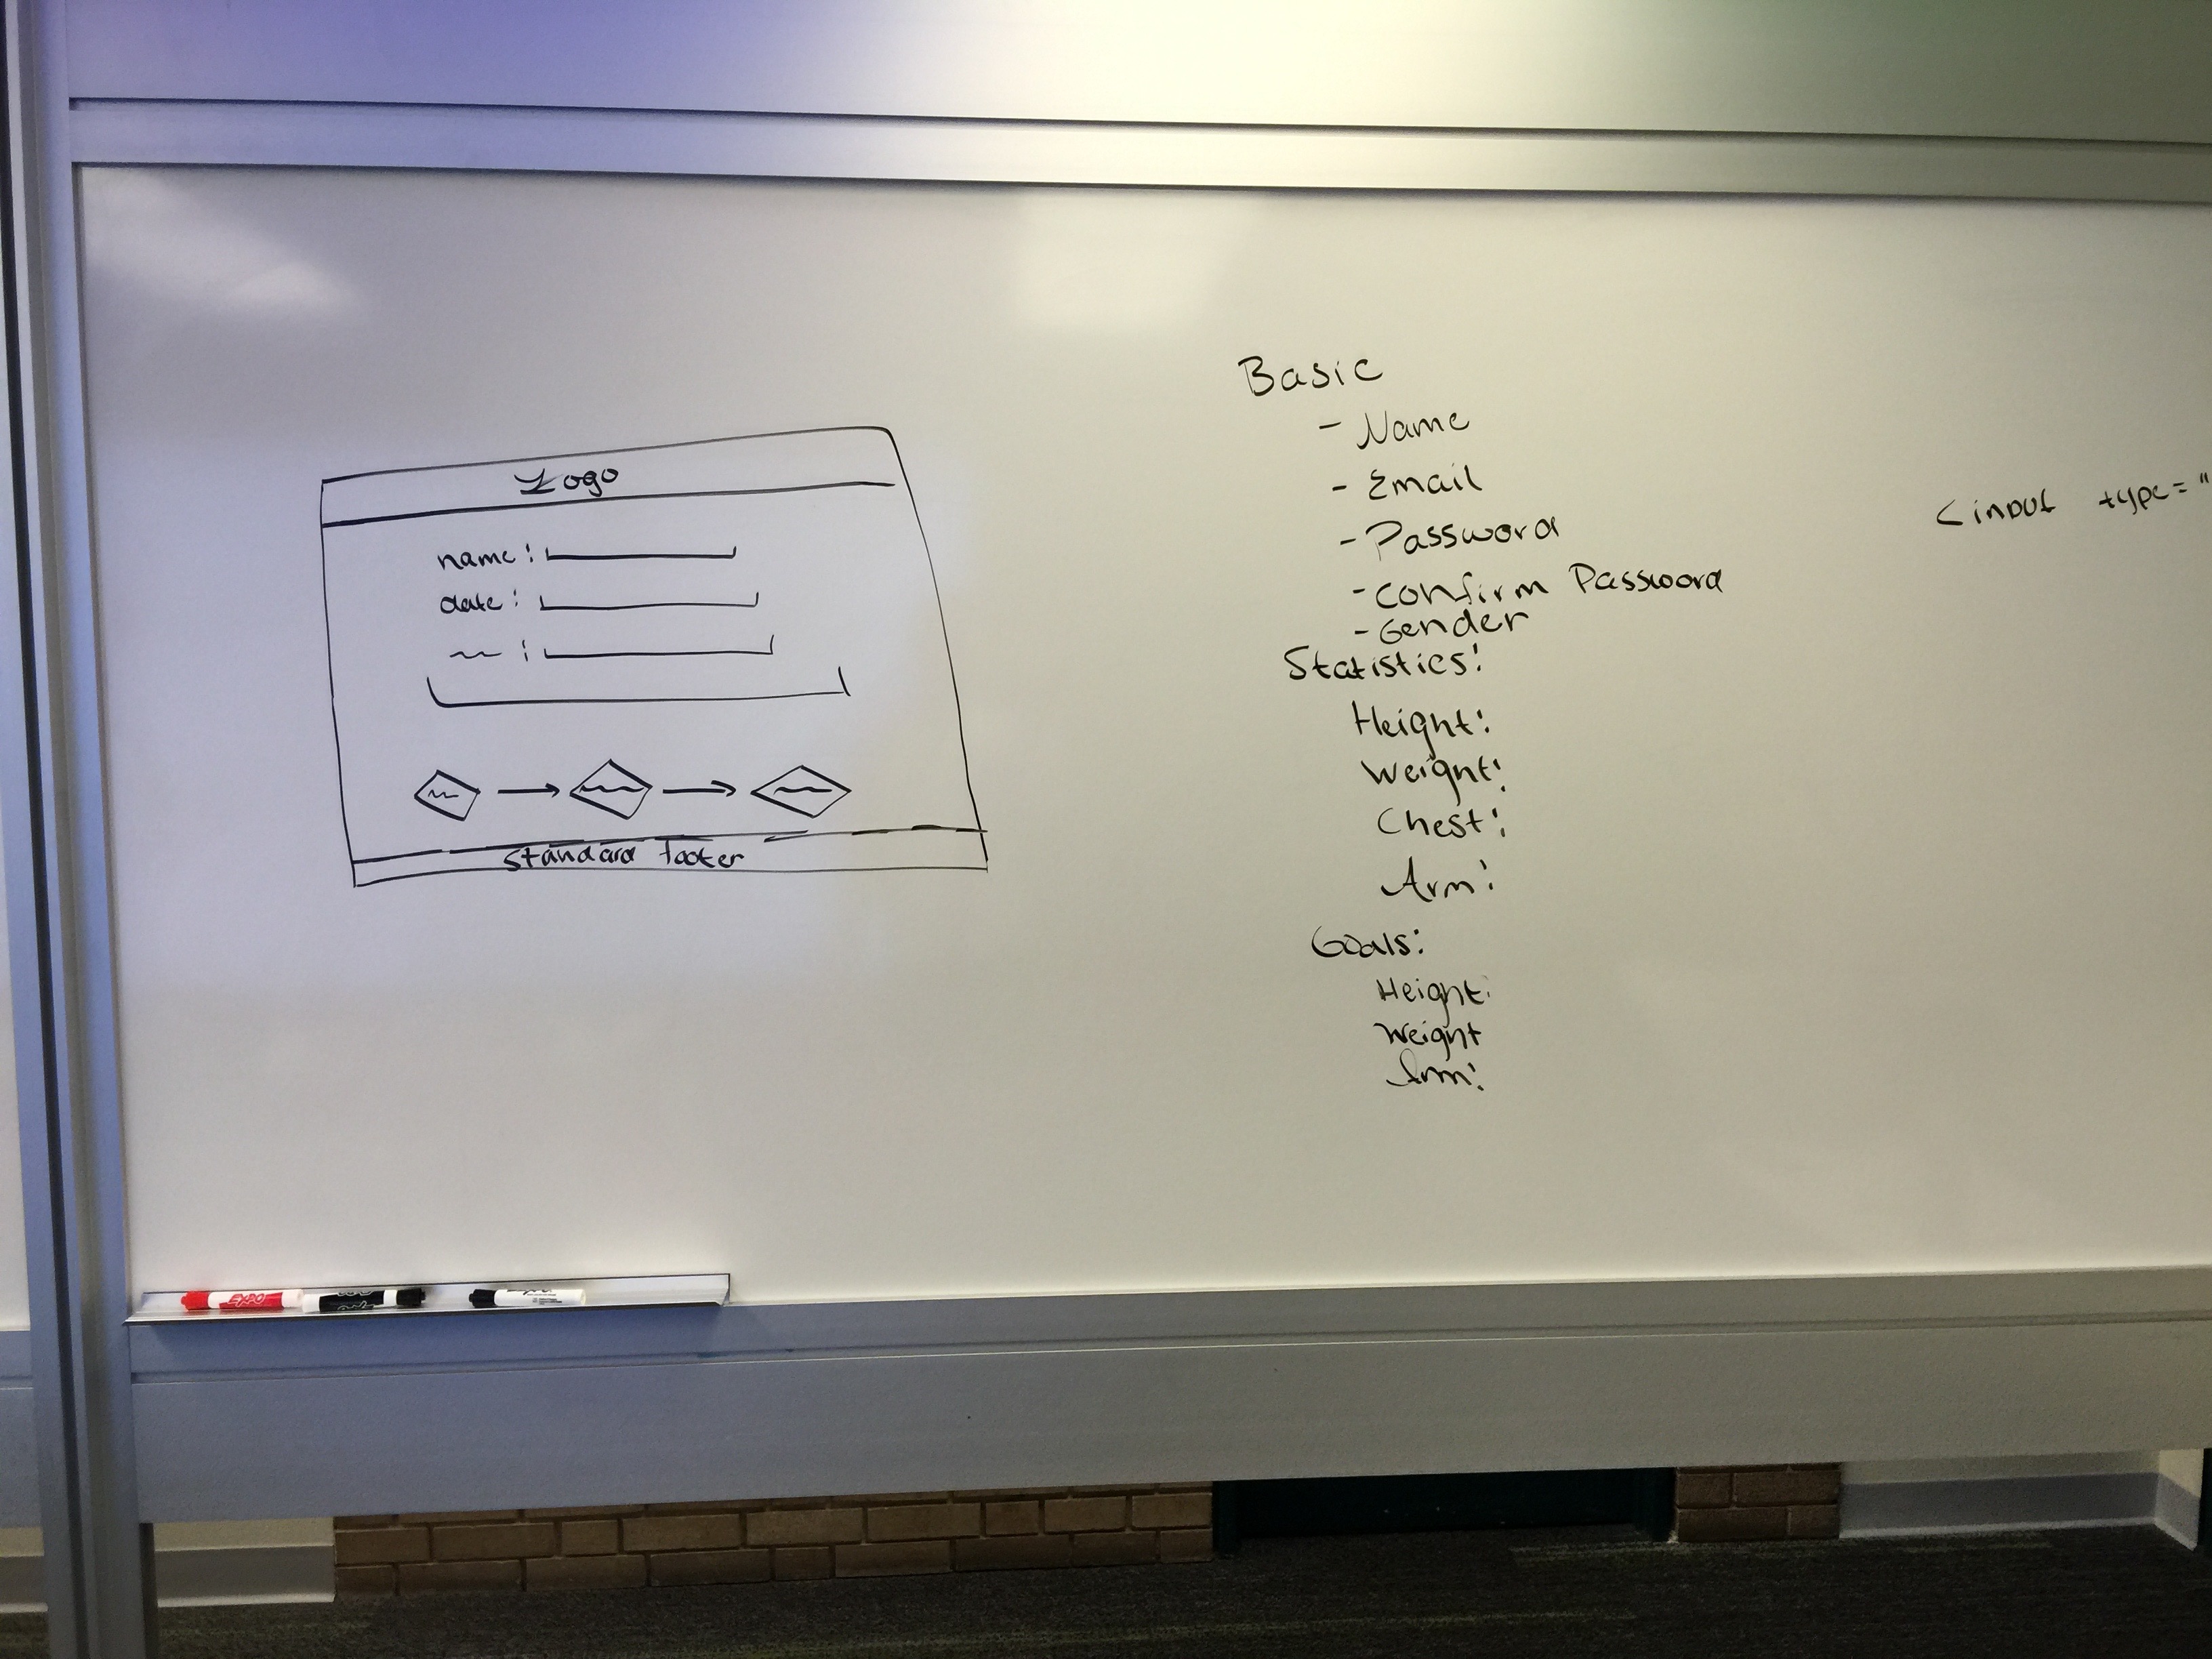 Logo
name:
date:
standard footer
Basic
- Name
- Email
- Password
- Confirm Password
- Gender
Statistics:
Height:
Weight:
Chest:
Arm:
Goals:
Height:
Weight
Arm:
<input type="
EXPO